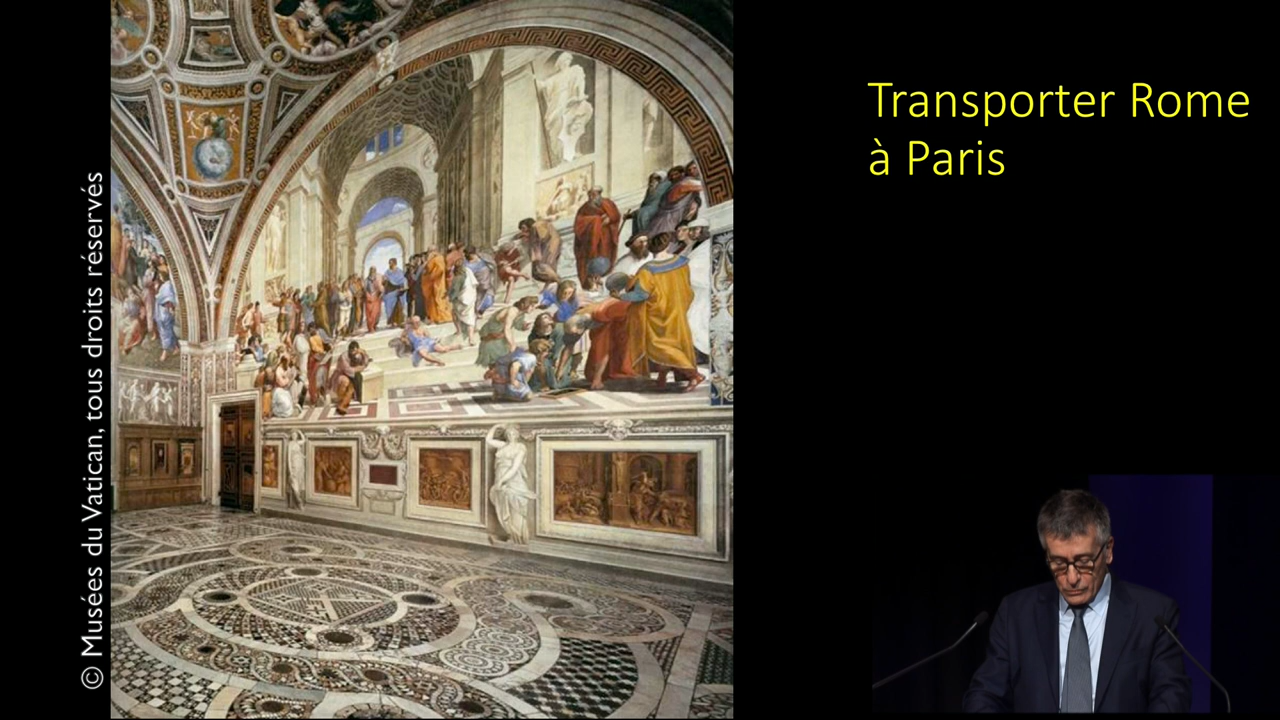 © Musées du Vatican, tous droits réservés
Transporter Rome
à Paris